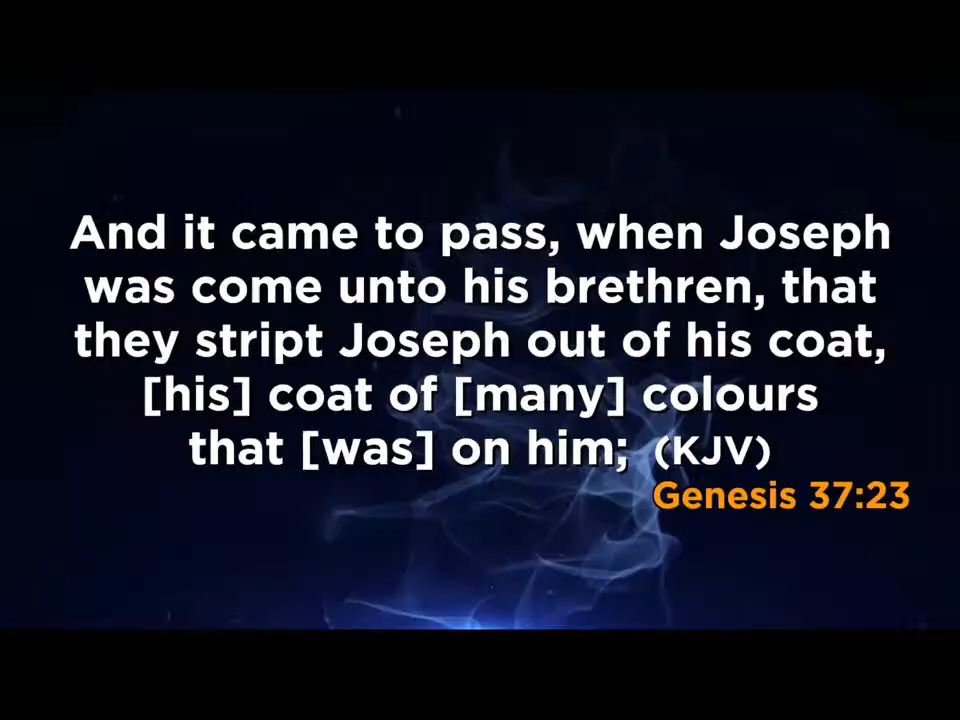 And it came to pass, when Joseph
was come unto his brethren, that
they stript Joseph out of his coat,
[his] coat of [many] colours
that [was] on him; (KJV)
Genesis 37:23